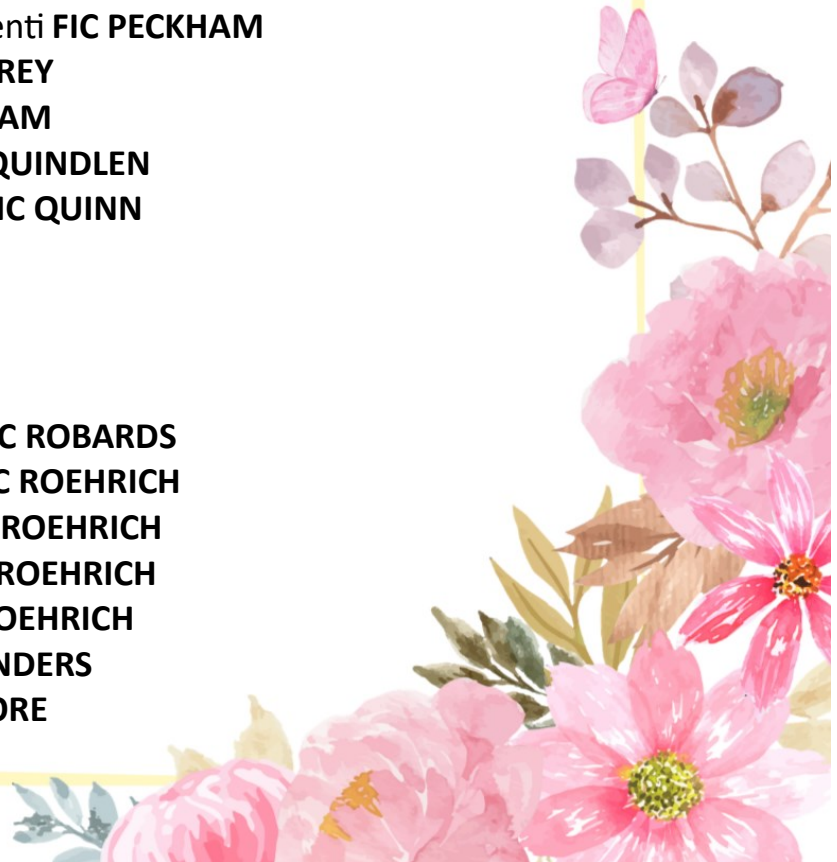 enti FIC PECKHAM
REY
AM
QUINDLEN
IC QUINN
C ROBARDS
C ROEHRICH
ROEHRICH
ROEHRICH
OEHRICH
NDERS
ORE